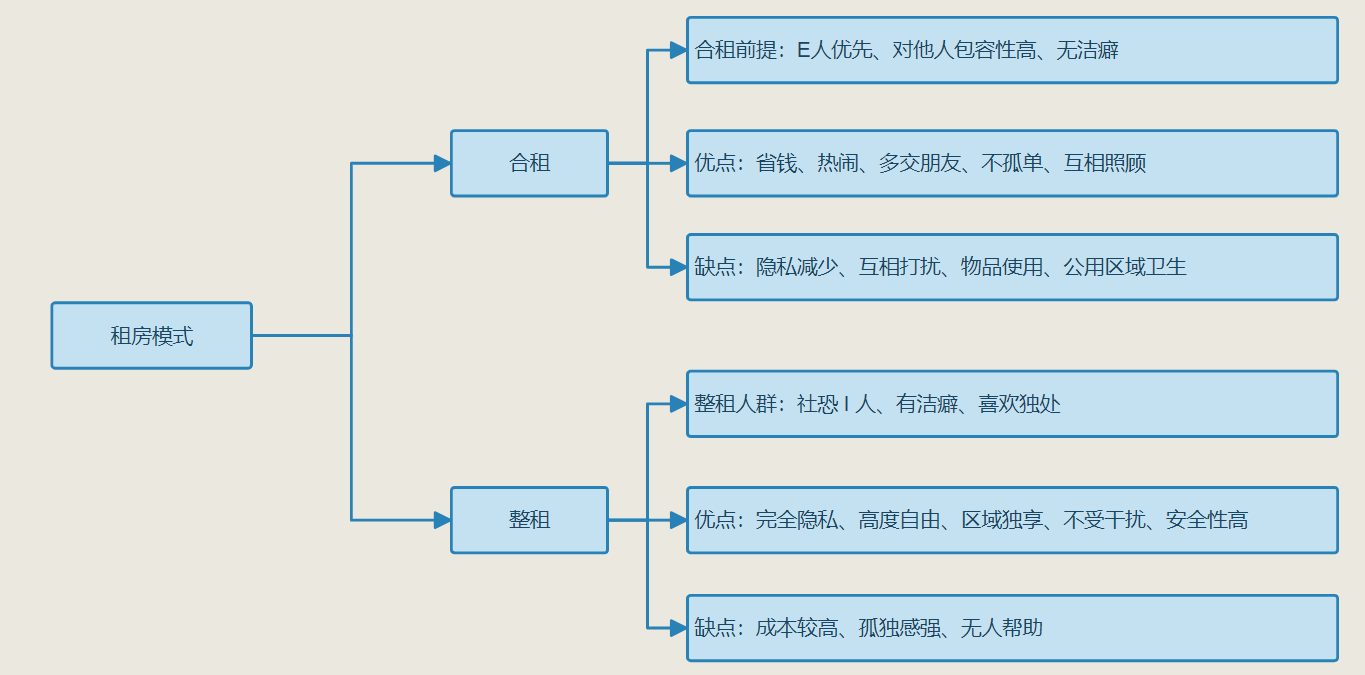 租房模式
合租
合租前提：E人优先、对他人包容性高、无洁癖
优点：省钱、热闹、多交朋友、不孤单、互相照顾
缺点：隐私减少、互相打扰、物品使用、公用区域卫生
整租
整租人群：社恐 I 人、有洁癖、喜欢独处
优点：完全隐私、高度自由、区域独享、不受干扰、安全性高
缺点：成本较高、孤独感强、无人帮助